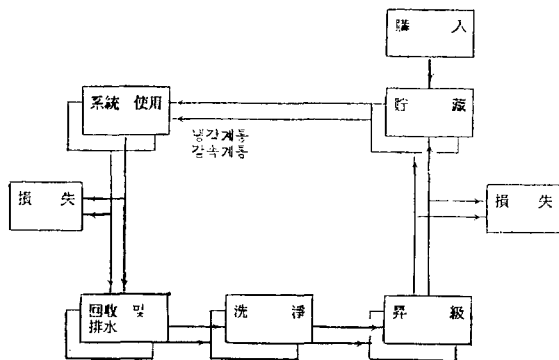 購 入
系統 使用
貯 藏
냉각계통
감속계통
損 失
損 失
回收 및
排水
洗 淨
昇 級